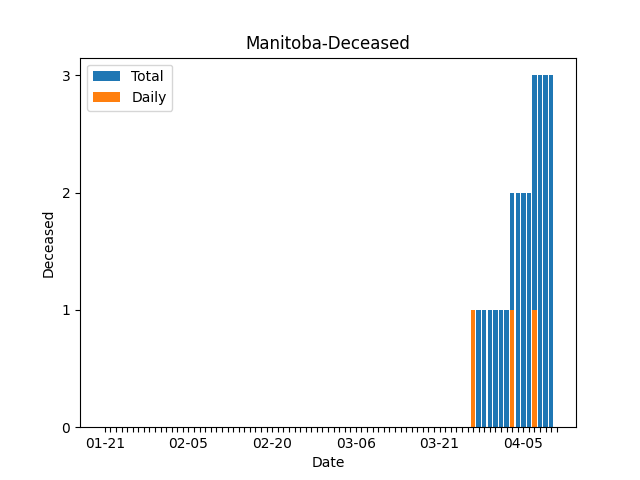 Manitoba-Deceased
Total
Daily
3
2
1
0
Deceased
01-21 02-05 02-20 03-06 03-21 04-05
Date